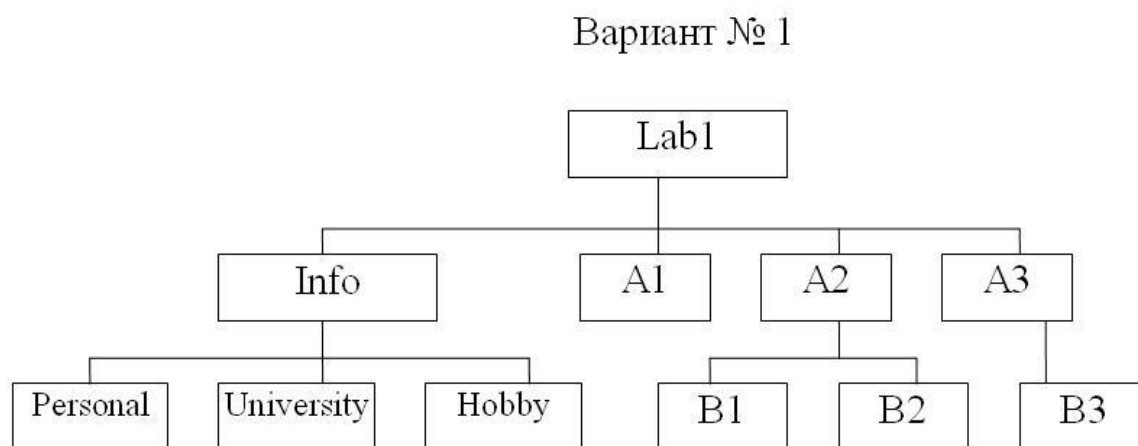 Вариант № 1
Lab1
Info A1 A2 A3
Personal University Hobby B1 B2 B3